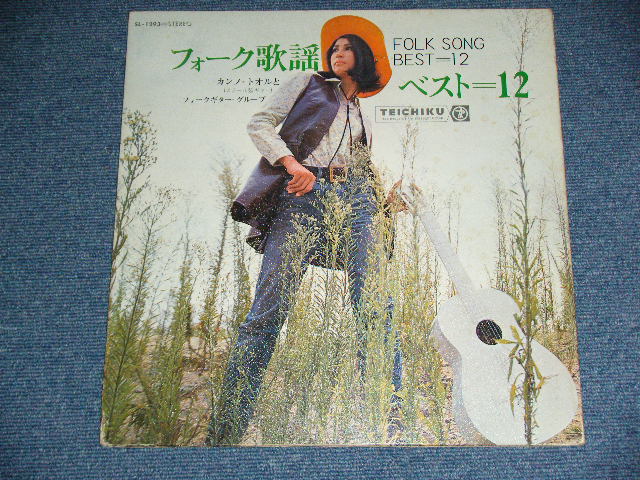 SL-1293 STEREO
フォーク歌謡
FOLK SONG
BEST=12
ベスト=12
カンノ・トオルと
フォークギター・グループ
TEICHIKU